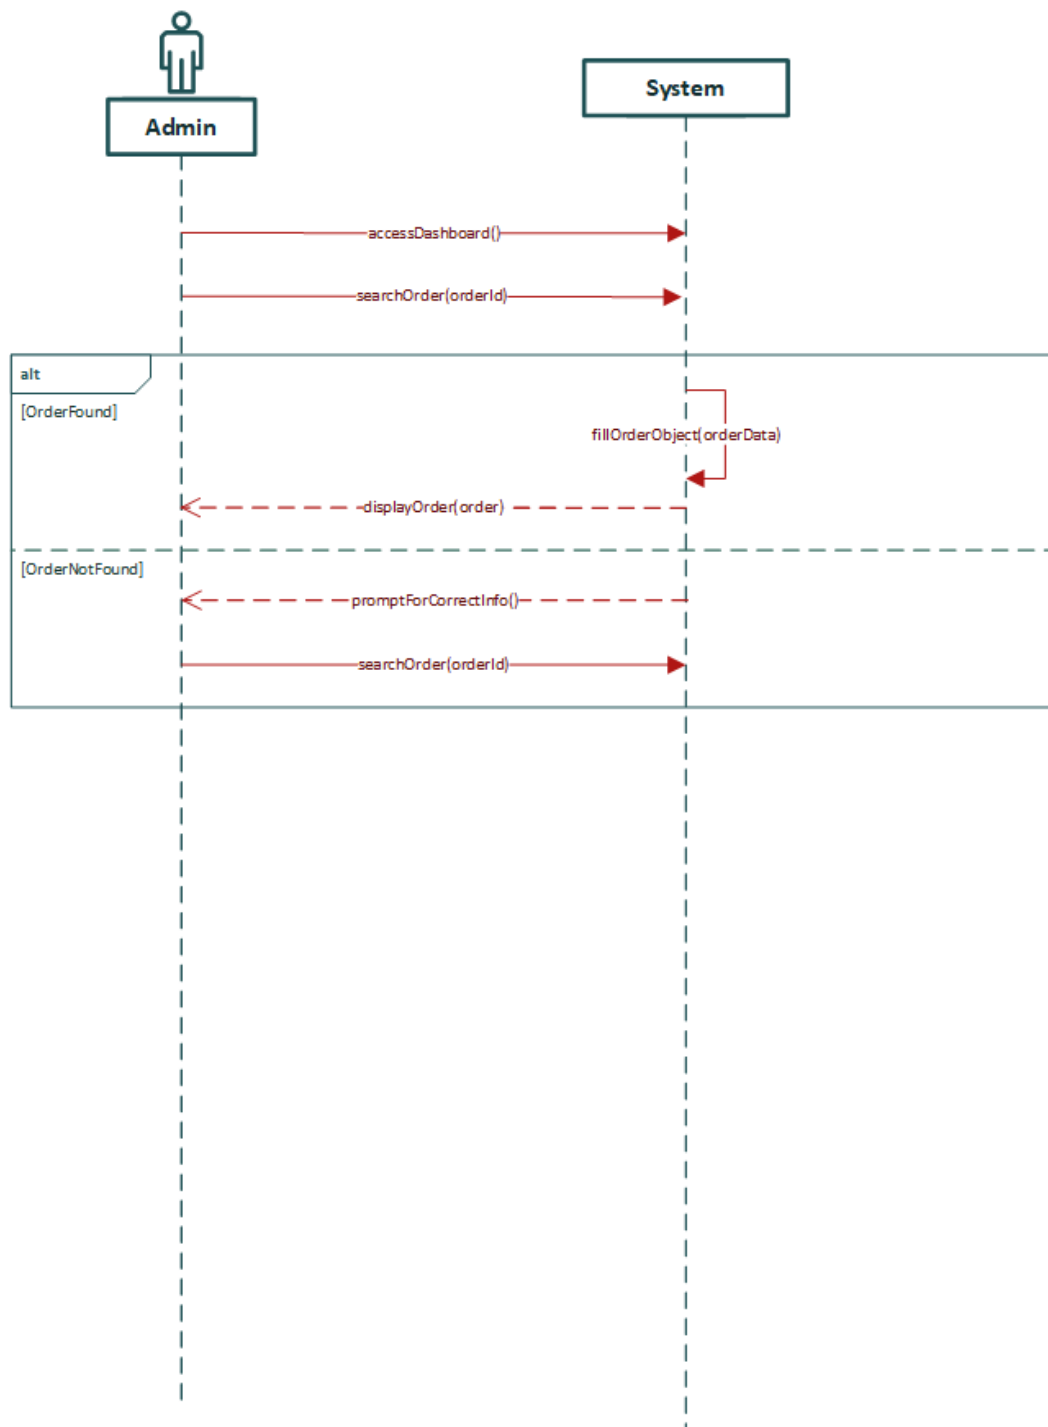 Admin
System
accessDashboard()
searchOrder(orderId)
alt
[OrderFound]
fillOrderObject(orderData)
displayOrder(order)
[OrderNotFound]
promptForCorrectInfo()
searchOrder(orderId)